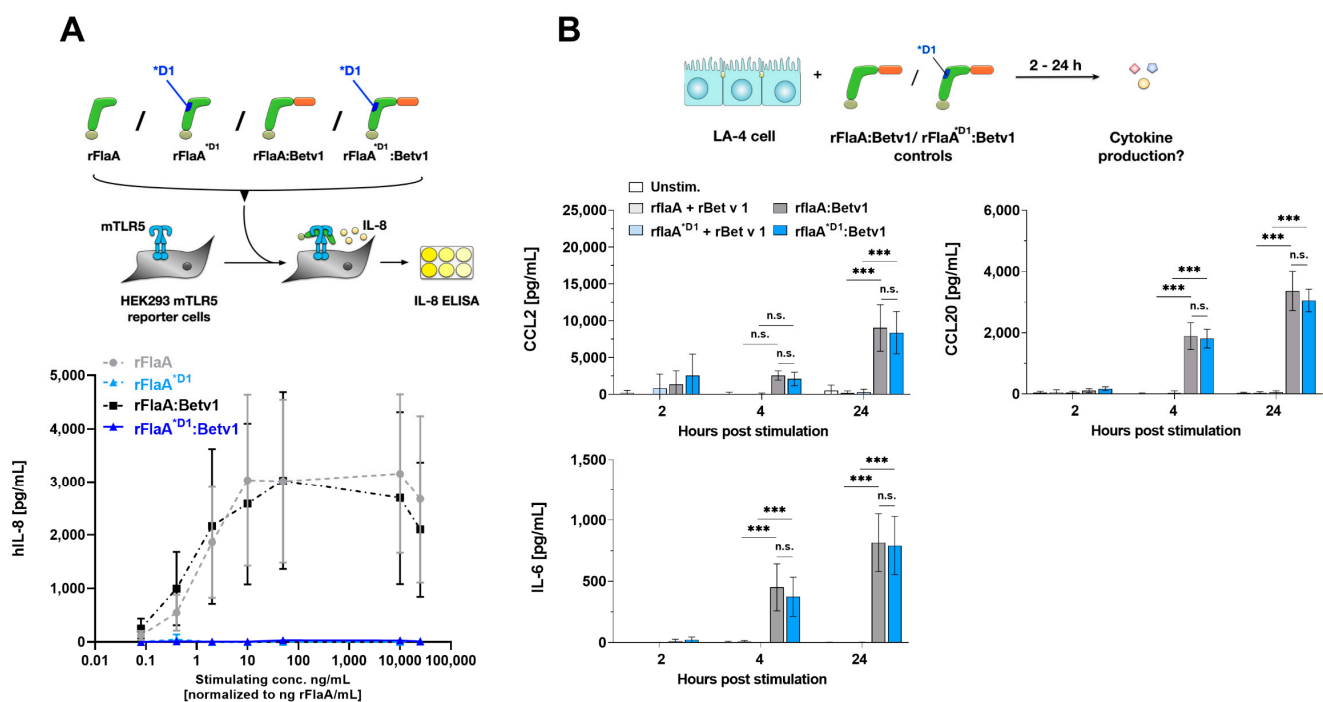 A
*D1
*D1
/
/
/
rFlaA
rFlaA*D1
rFlaA:Betv1
rFlaA*D1:Betv1
mTLR5
IL-8
HEK293 mTLR5
reporter cells
IL-8 ELISA
rFlaA
rFlaA*D1
rFlaA:Betv1
rFlaA*D1:Betv1
hIL-8 [pg/mL]
5,000
4,000
3,000
2,000
1,000
0
0.01
0.1
1
10
100
1,000
10,000
100,000
Stimulating conc. ng/mL
[normalized to ng rFlaA/mL]
B
*D1
+
/
2 - 24 h
LA-4 cell
rFlaA:Betv1/ rFlaA*D1:Betv1
controls
Cytokine
production?
Unstim.
rflaA + rBet v 1
rflaA:Betv1
rflaA*D1 + rBet v 1
rflaA*D1:Betv1
CCL2 [pg/mL]
25,000
20,000
15,000
10,000
5,000
0
n.s.
n.s.
n.s.
***
***
n.s.
2
4
24
Hours post stimulation
CCL20 [pg/mL]
6,000
4,000
2,000
0
***
***
n.s.
***
***
n.s.
2
4
24
Hours post stimulation
IL-6 [pg/mL]
1,500
1,000
500
0
***
***
n.s.
***
***
n.s.
2
4
24
Hours post stimulation